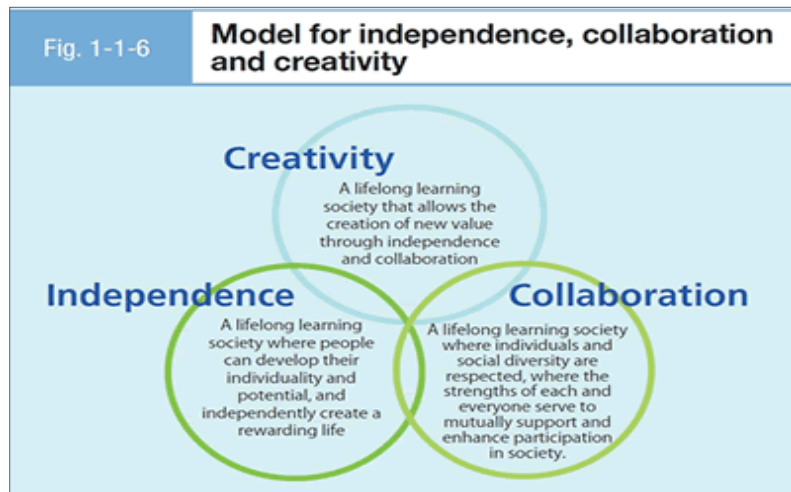 Fig. 1-1-6
Model for independence, collaboration
and creativity
Creativity
A lifelong learning
society that allows the
creation of new value
through independence
and collaboration
Independence
A lifelong learning
society where people
can develop their
individuality and
potential, and
independently create a
rewarding life
Collaboration
A lifelong learning society
where individuals and
social diversity are
respected, where the
strengths of each and
everyone serve to
mutually support and
enhance participation
in society.